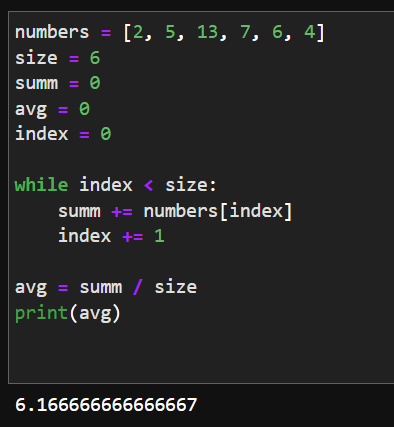 numbers = [2, 5, 13, 7, 6, 4]
size = 6
summ = 0
avg = 0
index = 0

while index < size:
    summ += numbers[index]
    index += 1

avg = summ / size
print(avg)

6.166666666666667